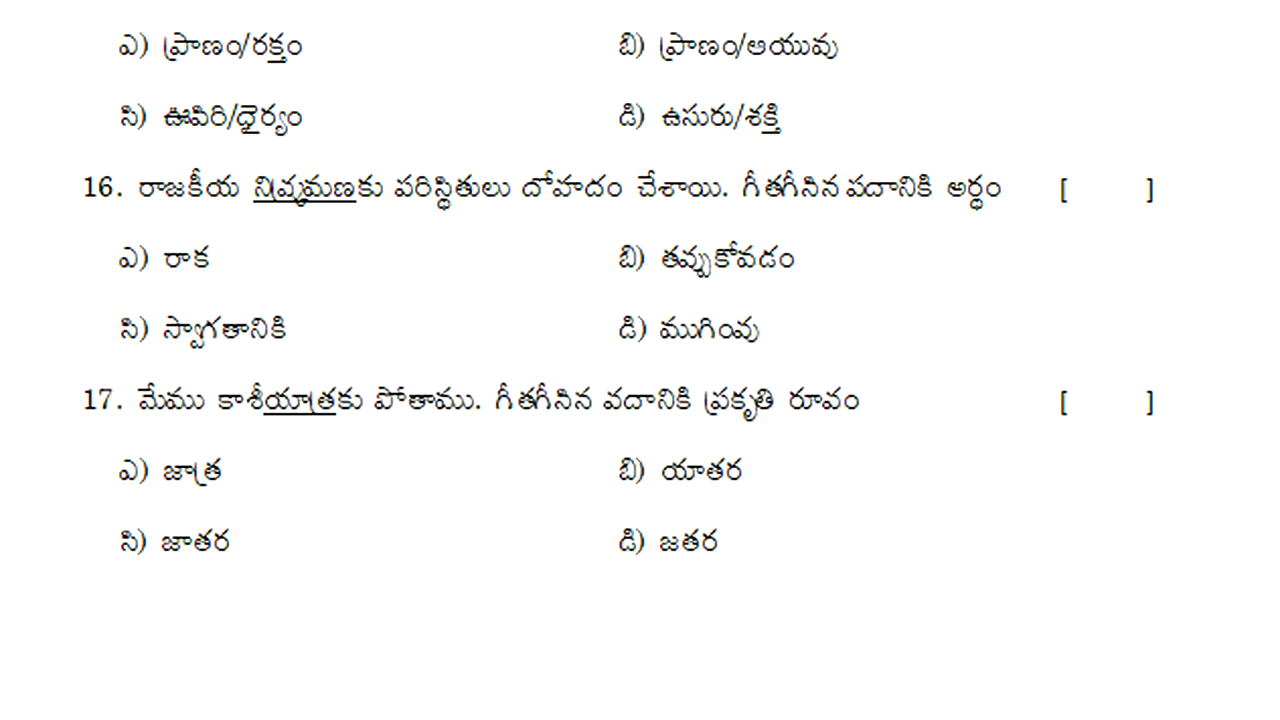 ఎ) ప్రాణం/రక్తం బి) ప్రాణం/ఆయువు
సి) ఊపిరి/ధైర్యం డి) ఉసురు/శక్తి
16. రాజకీయ నిష్క్రమణకు పరిస్థితులు దోహదం చేశాయి. గీతగీసిన పదానికి అర్థం [ ]
ఎ) రాక బి) తప్పుకోవడం
సి) స్వాగతానికి డి) ముగింపు
17. మేము కాశీయాత్రకు పోతాము. గీతగీసిన పదానికి ప్రకృతి రూపం [ ]
ఎ) జాత్ర బి) యాతర
సి) జాతర డి) జతర